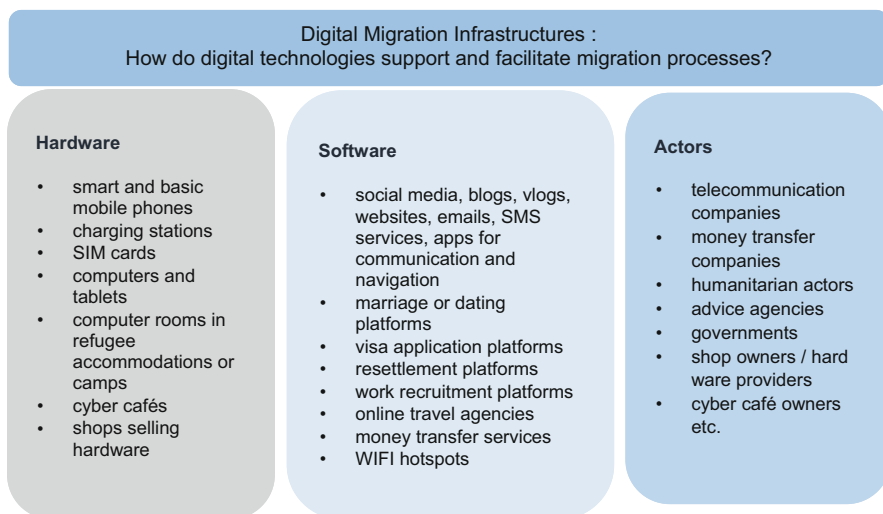 Digital Migration Infrastructures :
How do digital technologies support and facilitate migration processes?
Hardware
• smart and basic
mobile phones
• charging stations
• SIM cards
• computers and
tablets
• computer rooms in
refugee
accommodations or
camps
• cyber cafés
• shops selling
hardware
Software
• social media, blogs, vlogs,
websites, emails, SMS
services, apps for
communication and
navigation
• marriage or dating
platforms
• visa application platforms
• resettlement platforms
• work recruitment platforms
• online travel agencies
• money transfer services
• WIFI hotspots
Actors
• telecommunication
companies
• money transfer
companies
• humanitarian actors
• advice agencies
• governments
• shop owners / hard
ware providers
• cyber café owners
etc.